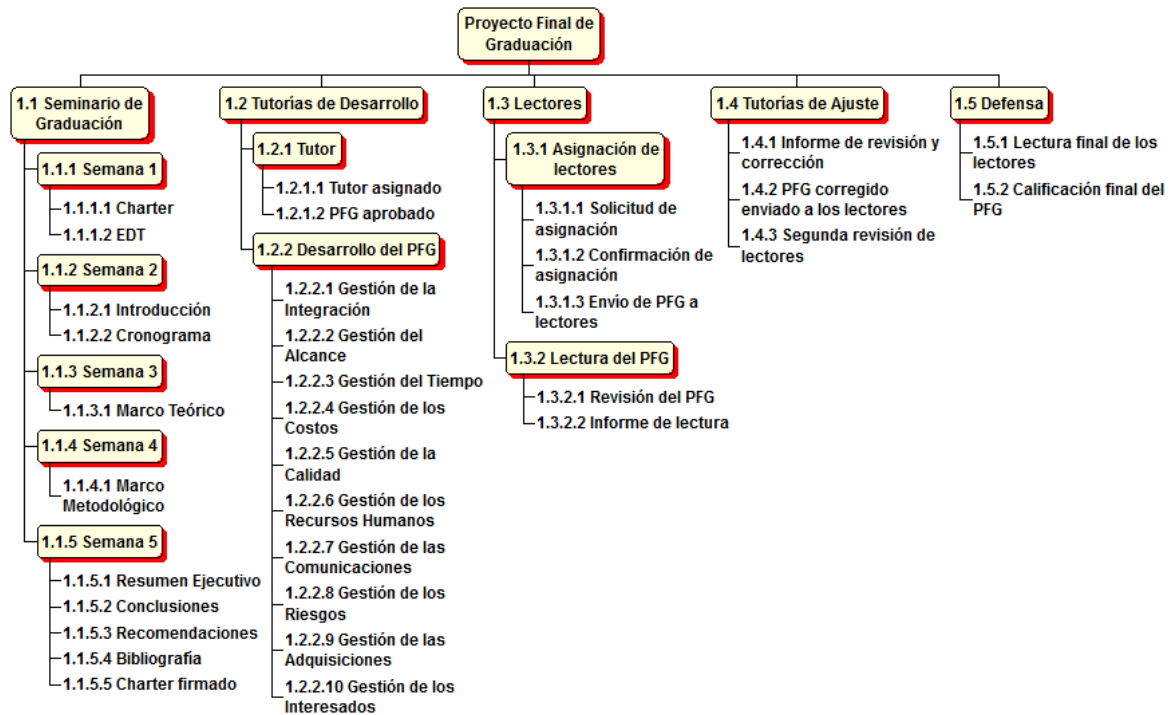 Proyecto Final de
Graduación
1.1 Seminario de
Graduación
1.1.1 Semana 1
1.1.1.1 Charter
1.1.1.2 EDT
1.1.2 Semana 2
1.1.2.1 Introducción
1.1.2.2 Cronograma
1.1.3 Semana 3
1.1.3.1 Marco Teórico
1.1.4 Semana 4
1.1.4.1 Marco
Metodológico
1.1.5 Semana 5
1.1.5.1 Resumen Ejecutivo
1.1.5.2 Conclusiones
1.1.5.3 Recomendaciones
1.1.5.4 Bibliografía
1.1.5.5 Charter firmado
1.2 Tutorías de Desarrollo
1.2.1 Tutor
1.2.1.1 Tutor asignado
1.2.1.2 PFG aprobado
1.2.2 Desarrollo del PFG
1.2.2.1 Gestión de la
Integración
1.2.2.2 Gestión del
Alcance
1.2.2.3 Gestión del Tiempo
1.2.2.4 Gestión de los
Costos
1.2.2.5 Gestión de la
Calidad
1.2.2.6 Gestión de los
Recursos Humanos
1.2.2.7 Gestión de las
Comunicaciones
1.2.2.8 Gestión de los
Riesgos
1.2.2.9 Gestión de las
Adquisiciones
1.2.2.10 Gestión de los
Interesados
1.3 Lectores
1.3.1 Asignación de
lectores
1.3.1.1 Solicitud de
asignación
1.3.1.2 Confirmación de
asignación
1.3.1.3 Envío de PFG a
lectores
1.3.2 Lectura del PFG
1.3.2.1 Revisión del PFG
1.3.2.2 Informe de lectura
1.4 Tutorías de Ajuste
1.4.1 Informe de revisión y
corrección
1.4.2 PFG corregido
enviado a los lectores
1.4.3 Segunda revisión de
lectores
1.5 Defensa
1.5.1 Lectura final de los
lectores
1.5.2 Calificación final del
PFG